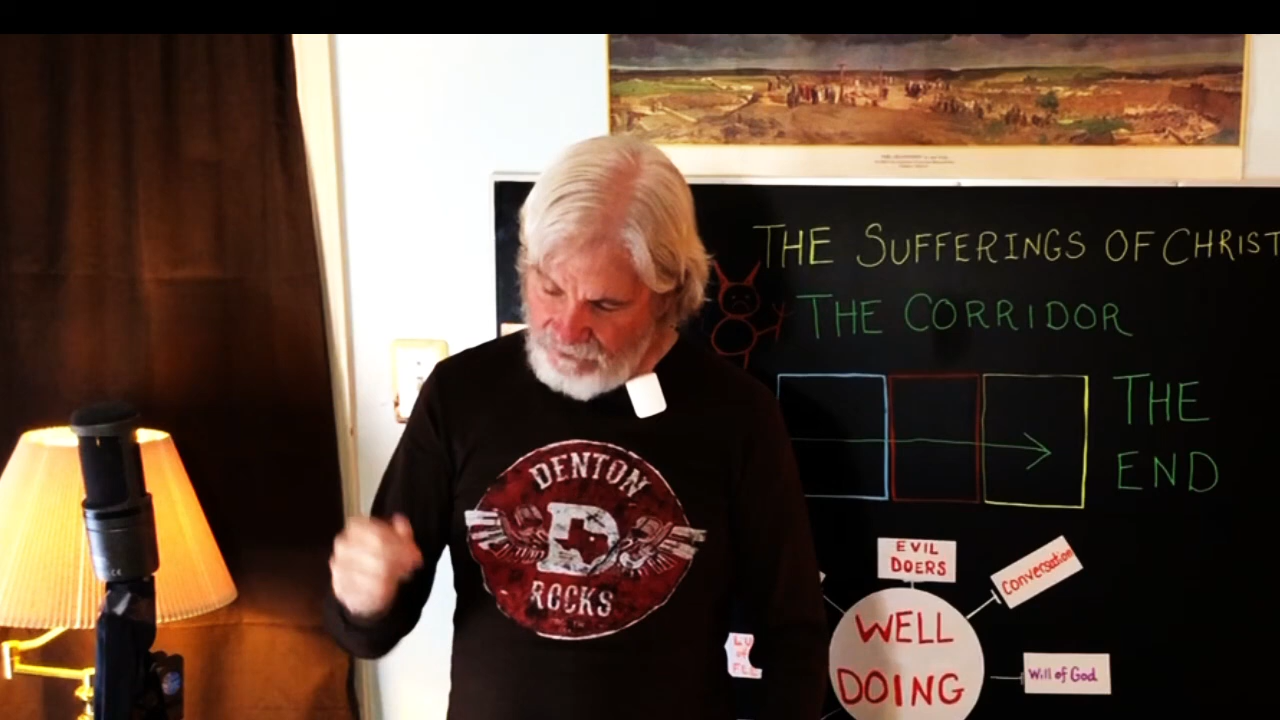 THE SUFFERINGS OF CHRIST
THE CORRIDOR
THE
END
DENTON
D
ROCKS
EVIL
DOERS
Conversation
WELL
DOING
Will of God